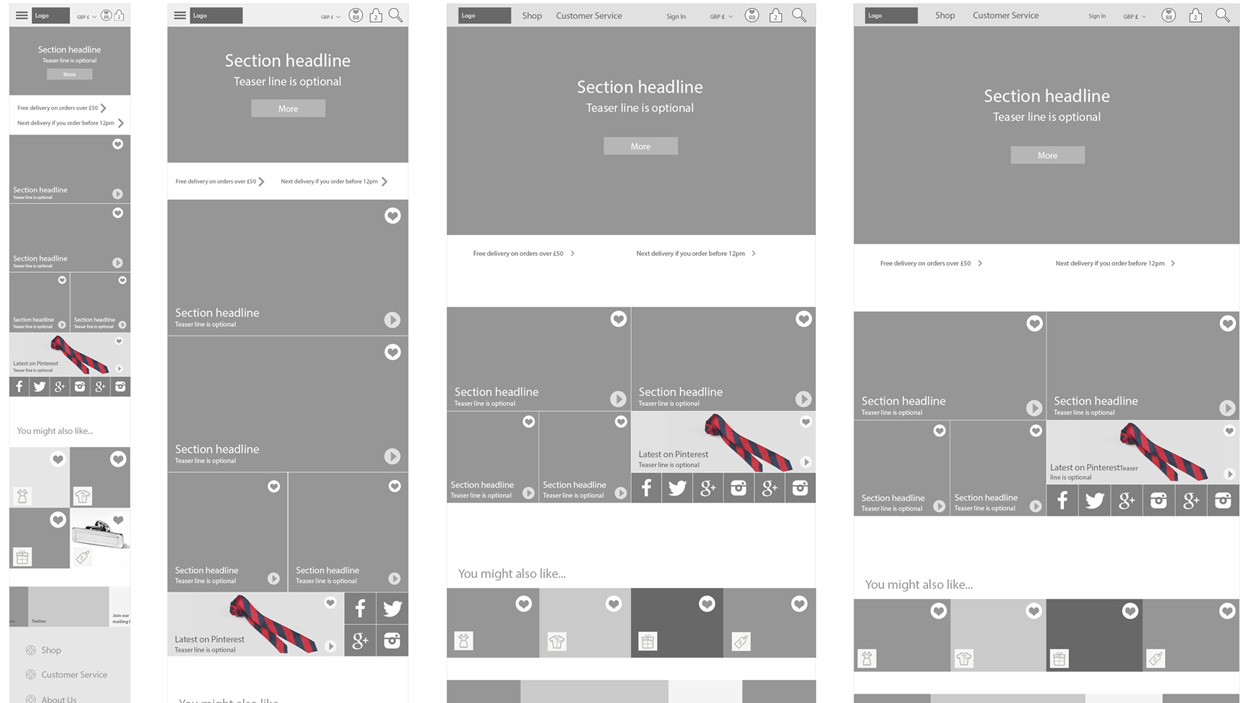 Logo
GBP £
88
2
Section headline
Teaser line is optional
More
Free delivery on orders over £50
Next delivery if you order before 12pm
Section headline
Teaser line is optional
Section headline
Teaser line is optional
Section headline
Teaser line is optional
Section headline
Teaser line is optional
Latest on Pinterest
Teaser line is optional
f
g+
g+
You might also like...
Twitter
Join our
mailing l
Shop
Customer Service
About Us
Logo
GBP £
88
2
Section headline
Teaser line is optional
More
Free delivery on orders over £50
Next delivery if you order before 12pm
Section headline
Teaser line is optional
Section headline
Teaser line is optional
Section headline
Teaser line is optional
Section headline
Teaser line is optional
Latest on Pinterest
Teaser line is optional
f
g+
You might also like
Logo
Shop
Customer Service
Sign In
GBP £
88
2
Section headline
Teaser line is optional
More
Free delivery on orders over £50
Next delivery if you order before 12pm
Section headline
Teaser line is optional
Section headline
Teaser line is optional
Section headline
Teaser line is optional
Section headline
Teaser line is optional
Latest on Pinterest
Teaser line is optional
f
g+
g+
You might also like...
Logo
Shop
Customer Service
Sign In
GBP £
88
2
Section headline
Teaser line is optional
More
Free delivery on orders over £50
Next delivery if you order before 12pm
Section headline
Teaser line is optional
Section headline
Teaser line is optional
Section headline
Teaser line is optional
Section headline
Teaser line is optional
Latest on PinterestTeaser
line is optional
f
g+
g+
You might also like...